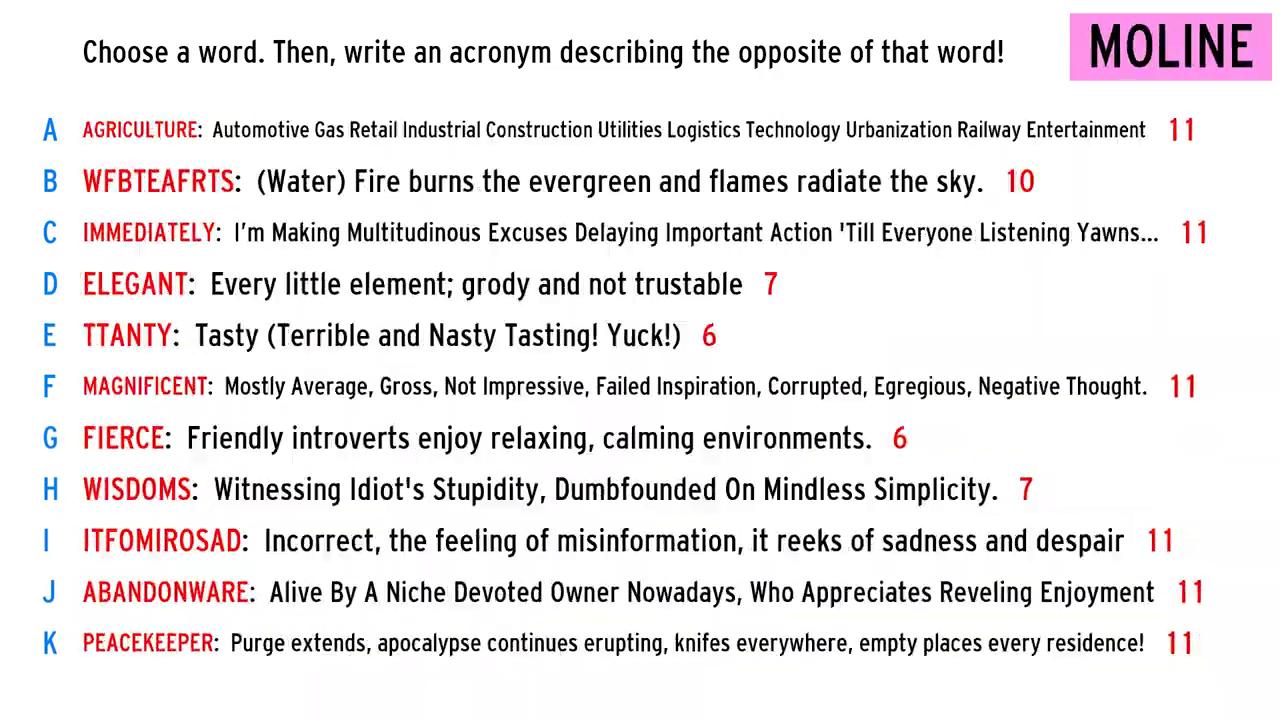 Choose a word. Then, write an acronym describing the opposite of that word!
MOLINE
A AGRICULTURE: Automotive Gas Retail Industrial Construction Utilities Logistics Technology Urbanization Railway Entertainment 11
B WFBTEAFRTS: (Water) Fire burns the evergreen and flames radiate the sky. 10
C IMMEDIATELY: I'm Making Multitudinous Excuses Delaying Important Action 'Till Everyone Listening Yawns... 11
D ELEGANT: Every little element; grody and not trustable 7
E TTANTY: Tasty (Terrible and Nasty Tasting! Yuck!) 6
F MAGNIFICENT: Mostly Average, Gross, Not Impressive, Failed Inspiration, Corrupted, Egregious, Negative Thought. 11
G FIERCE: Friendly introverts enjoy relaxing, calming environments. 6
H WISDOMS: Witnessing Idiot's Stupidity, Dumbfounded On Mindless Simplicity. 7
I ITFOMIROSAD: Incorrect, the feeling of misinformation, it reeks of sadness and despair 11
J ABANDONWARE: Alive By A Niche Devoted Owner Nowadays, Who Appreciates Reveling Enjoyment 11
K PEACEKEEPER: Purge extends, apocalypse continues erupting, knifes everywhere, empty places every residence! 11